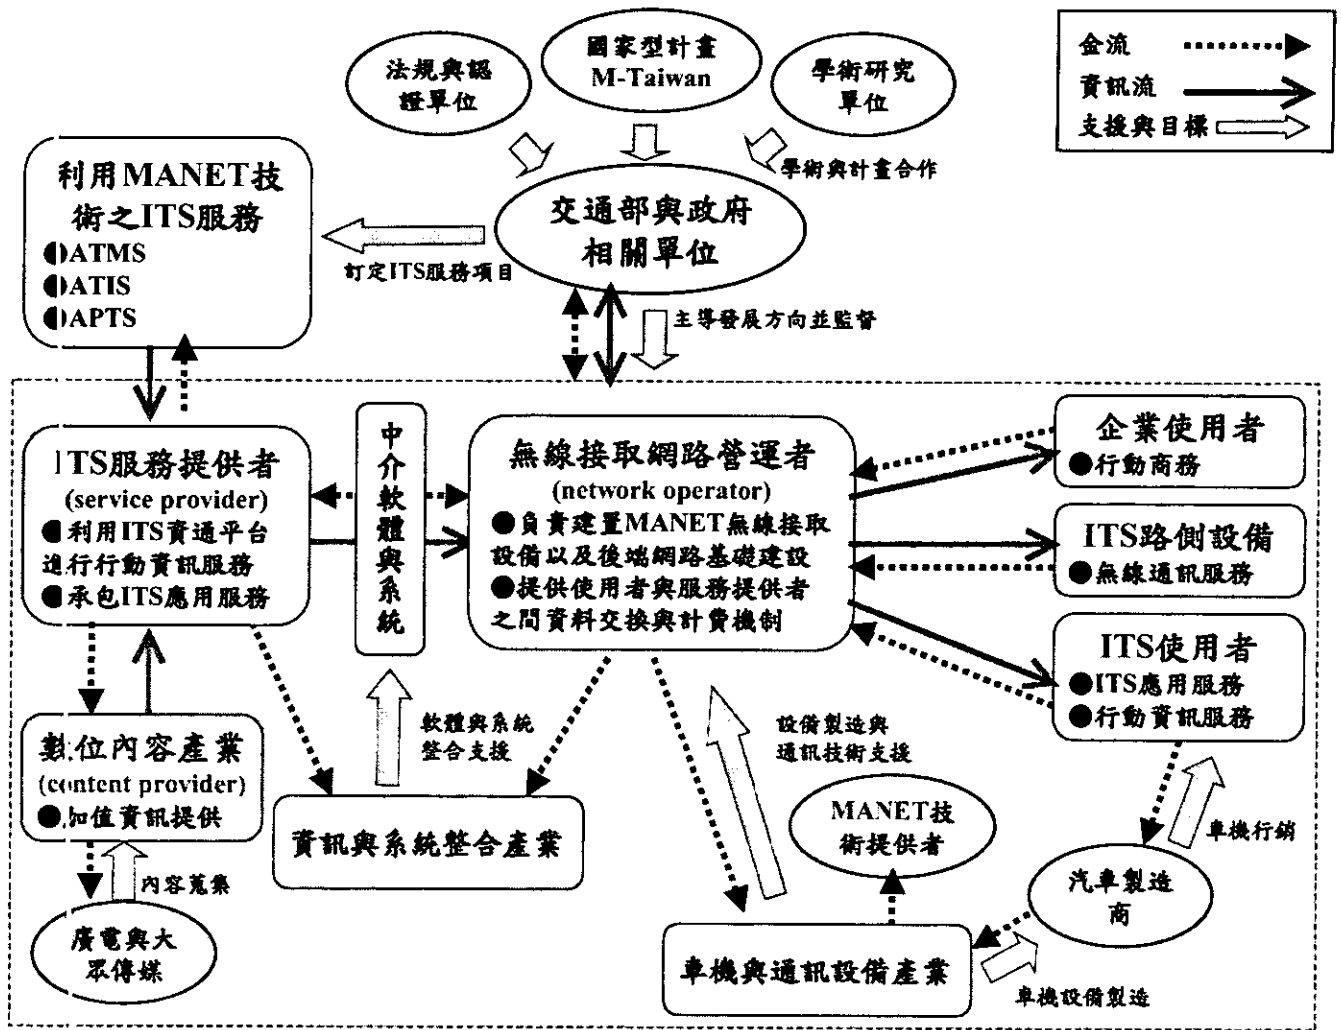 法規與認
證單位
國家型計畫
M-Taiwan
學術研究
單位
金流
資訊流
支援與目標
學術與計畫合作
利用MANET技
術之ITS服務
ATMS
ATIS
APTS
交通部與政府
相關單位
訂定ITS服務項目
主導發展方向並監督
ITS服務提供者
(service provider)
●利用ITS資通平台
進行行動資訊服務
●承包ITS應用服務
中介軟體與系統
無線接取網路營運者
(network operator)
●負責建置MANET無線接取
設備以及後端網路基礎建設
●提供使用者與服務提供者
之間資料交換與計費機制
企業使用者
●行動商務
ITS路側設備
●無線通訊服務
ITS使用者
●ITS應用服務
●行動資訊服務
數位內容產業
(content provider)
●加值資訊提供
軟體與系統
整合支援
設備製造與
通訊技術支援
資訊與系統整合產業
MANET技
術提供者
車機行銷
內容蒐集
汽車製造
商
廣電與大
眾傳媒
車機與通訊設備產業
車機設備製造